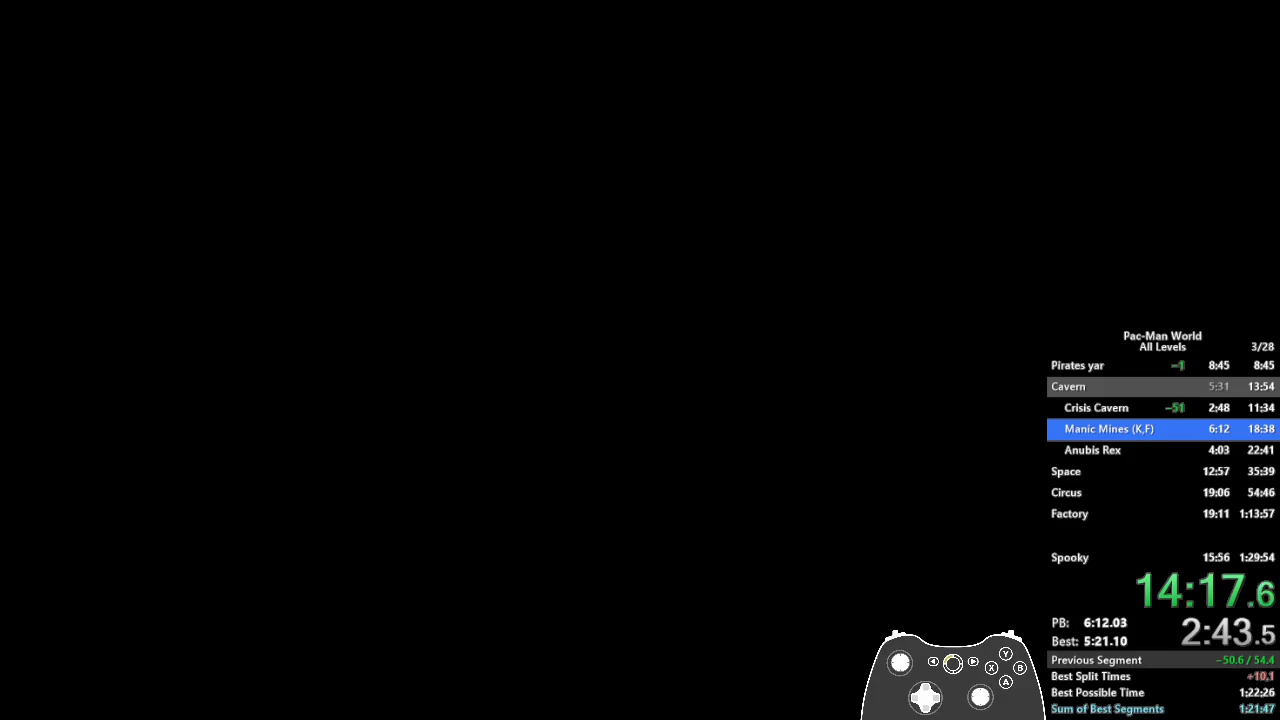 Pac-Man World
All Levels 3/28
Pirates yar -1 8:45 8:45
Cavern 5:31 13:54
Crisis Cavern -51 2:48 11:34
Manic Mines (K,F) 6:12 18:38
Anubis Rex 4:03 22:41
Space 12:57 35:39
Circus 19:06 54:46
Factory 19:11 1:13:57
Spooky 15:56 1:29:54
14:17.6
PB: 6:12.03 2:43.5
Best: 5:21.10
Previous Segment -50.6 / 54.4
Best Split Times +10,1
Best Possible Time 1:22:26
Sum of Best Segments 1:21:47
Y
X B
A